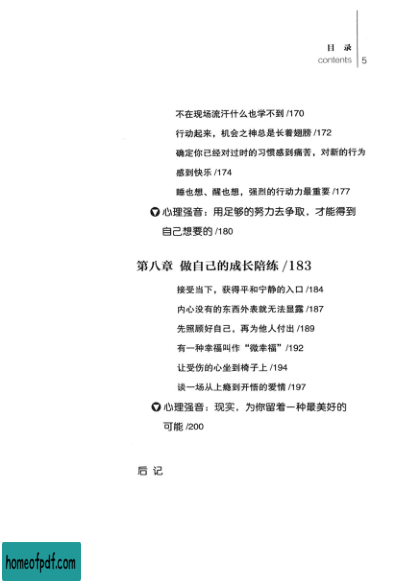 目 录
contents 5
不在现场流汗什么也学不到 /170
行动起来，机会之神总是长着翅膀 /172
确定你已经对过时的习惯感到痛苦，对新的行为
感到快乐 /174
睡也想、醒也想，强烈的行动力最重要 /177
心理强音：用足够的努力去争取，才能得到
自己想要的 /180
第八章 做自己的成长陪练 /183
接受当下，获得平和宁静的入口 /184
内心没有的东西外表就无法显露 /187
先照顾好自己，再为他人付出 /189
有一种幸福叫作“微幸福” /192
让受伤的心坐到椅子上 /194
谈一场从上瘾到开悟的爱情 /197
心理强音：现实，为你留着一种最美好的
可能 /200
后 记
homeofpdf.com